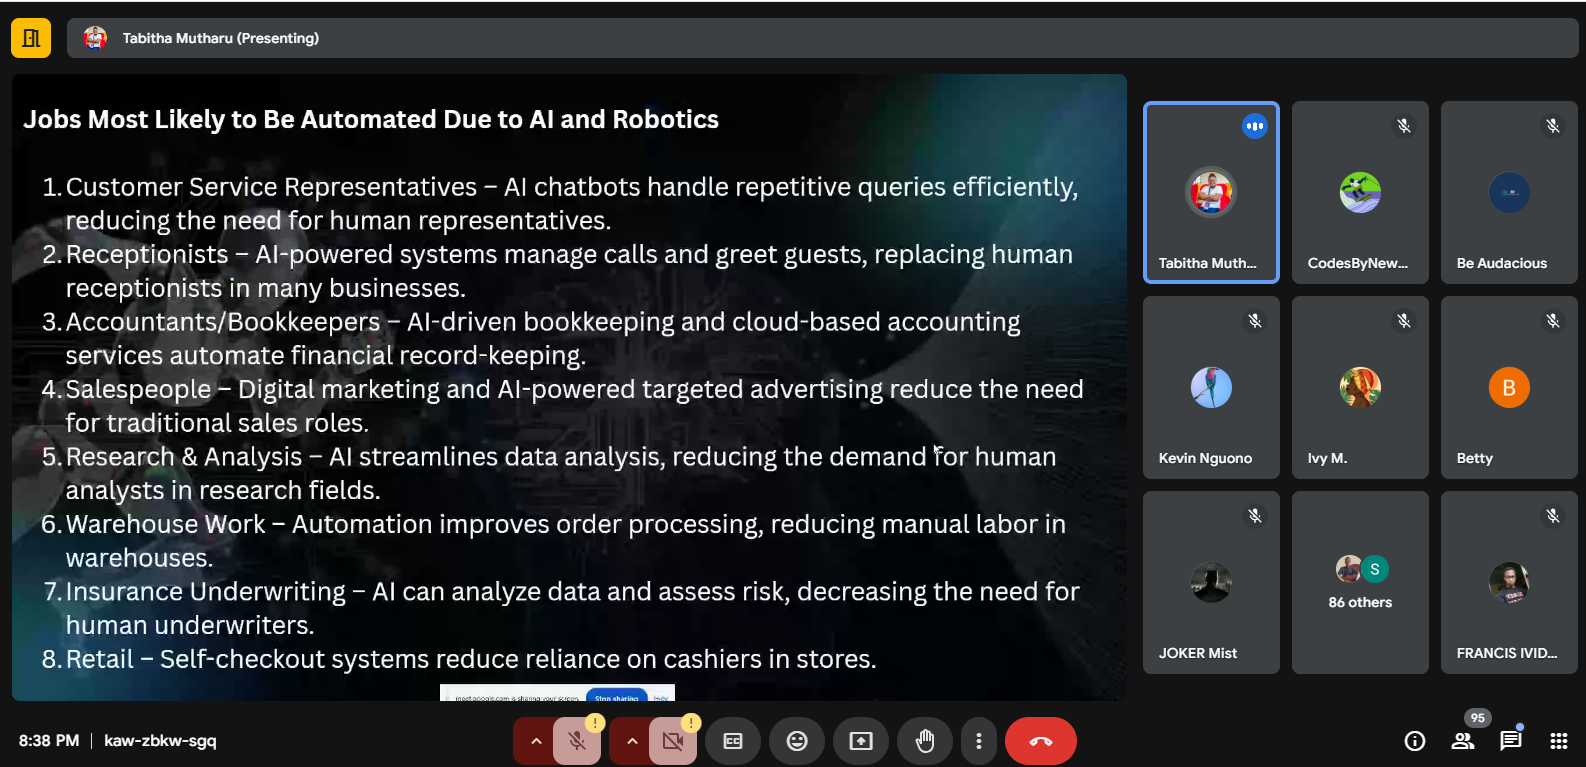 Tabitha Mutharu (Presenting)
Jobs Most Likely to Be Automated Due to AI and Robotics
1. Customer Service Representatives – AI chatbots handle repetitive queries efficiently,
reducing the need for human representatives.
2. Receptionists – AI-powered systems manage calls and greet guests, replacing human
receptionists in many businesses.
3. Accountants/Bookkeepers – AI-driven bookkeeping and cloud-based accounting
services automate financial record-keeping.
4. Salespeople – Digital marketing and AI-powered targeted advertising reduce the need
for traditional sales roles.
5. Research & Analysis – AI streamlines data analysis, reducing the demand for human
analysts in research fields.
6. Warehouse Work – Automation improves order processing, reducing manual labor in
warehouses.
7. Insurance Underwriting – AI can analyze data and assess risk, decreasing the need for
human underwriters.
8. Retail – Self-checkout systems reduce reliance on cashiers in stores.
meet.google.com is sharing your screen. Stop sharing Hide
Tabitha Muth...
CodesByNew...
Be Audacious
Kevin Nguono
Ivy M.
B
Betty
JOKER Mist
S
86 others
FRANCIS IVID...
8:38 PM | kaw-zbkw-sgq
! ! CC
95